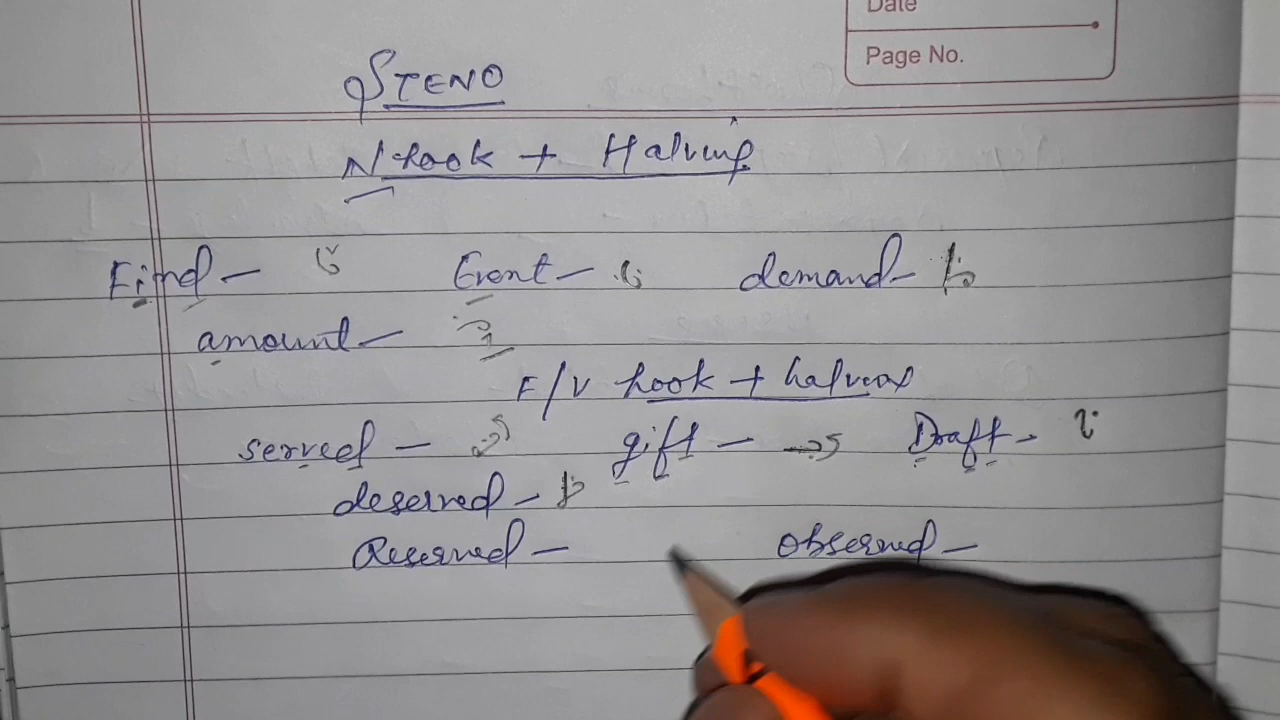 Date
Page No.
STENO
N hook + Halving
Find - Event - demand -
amount -
F/V hook + halving
served - gift - Draft -
deserved -
Reserved - Observed -